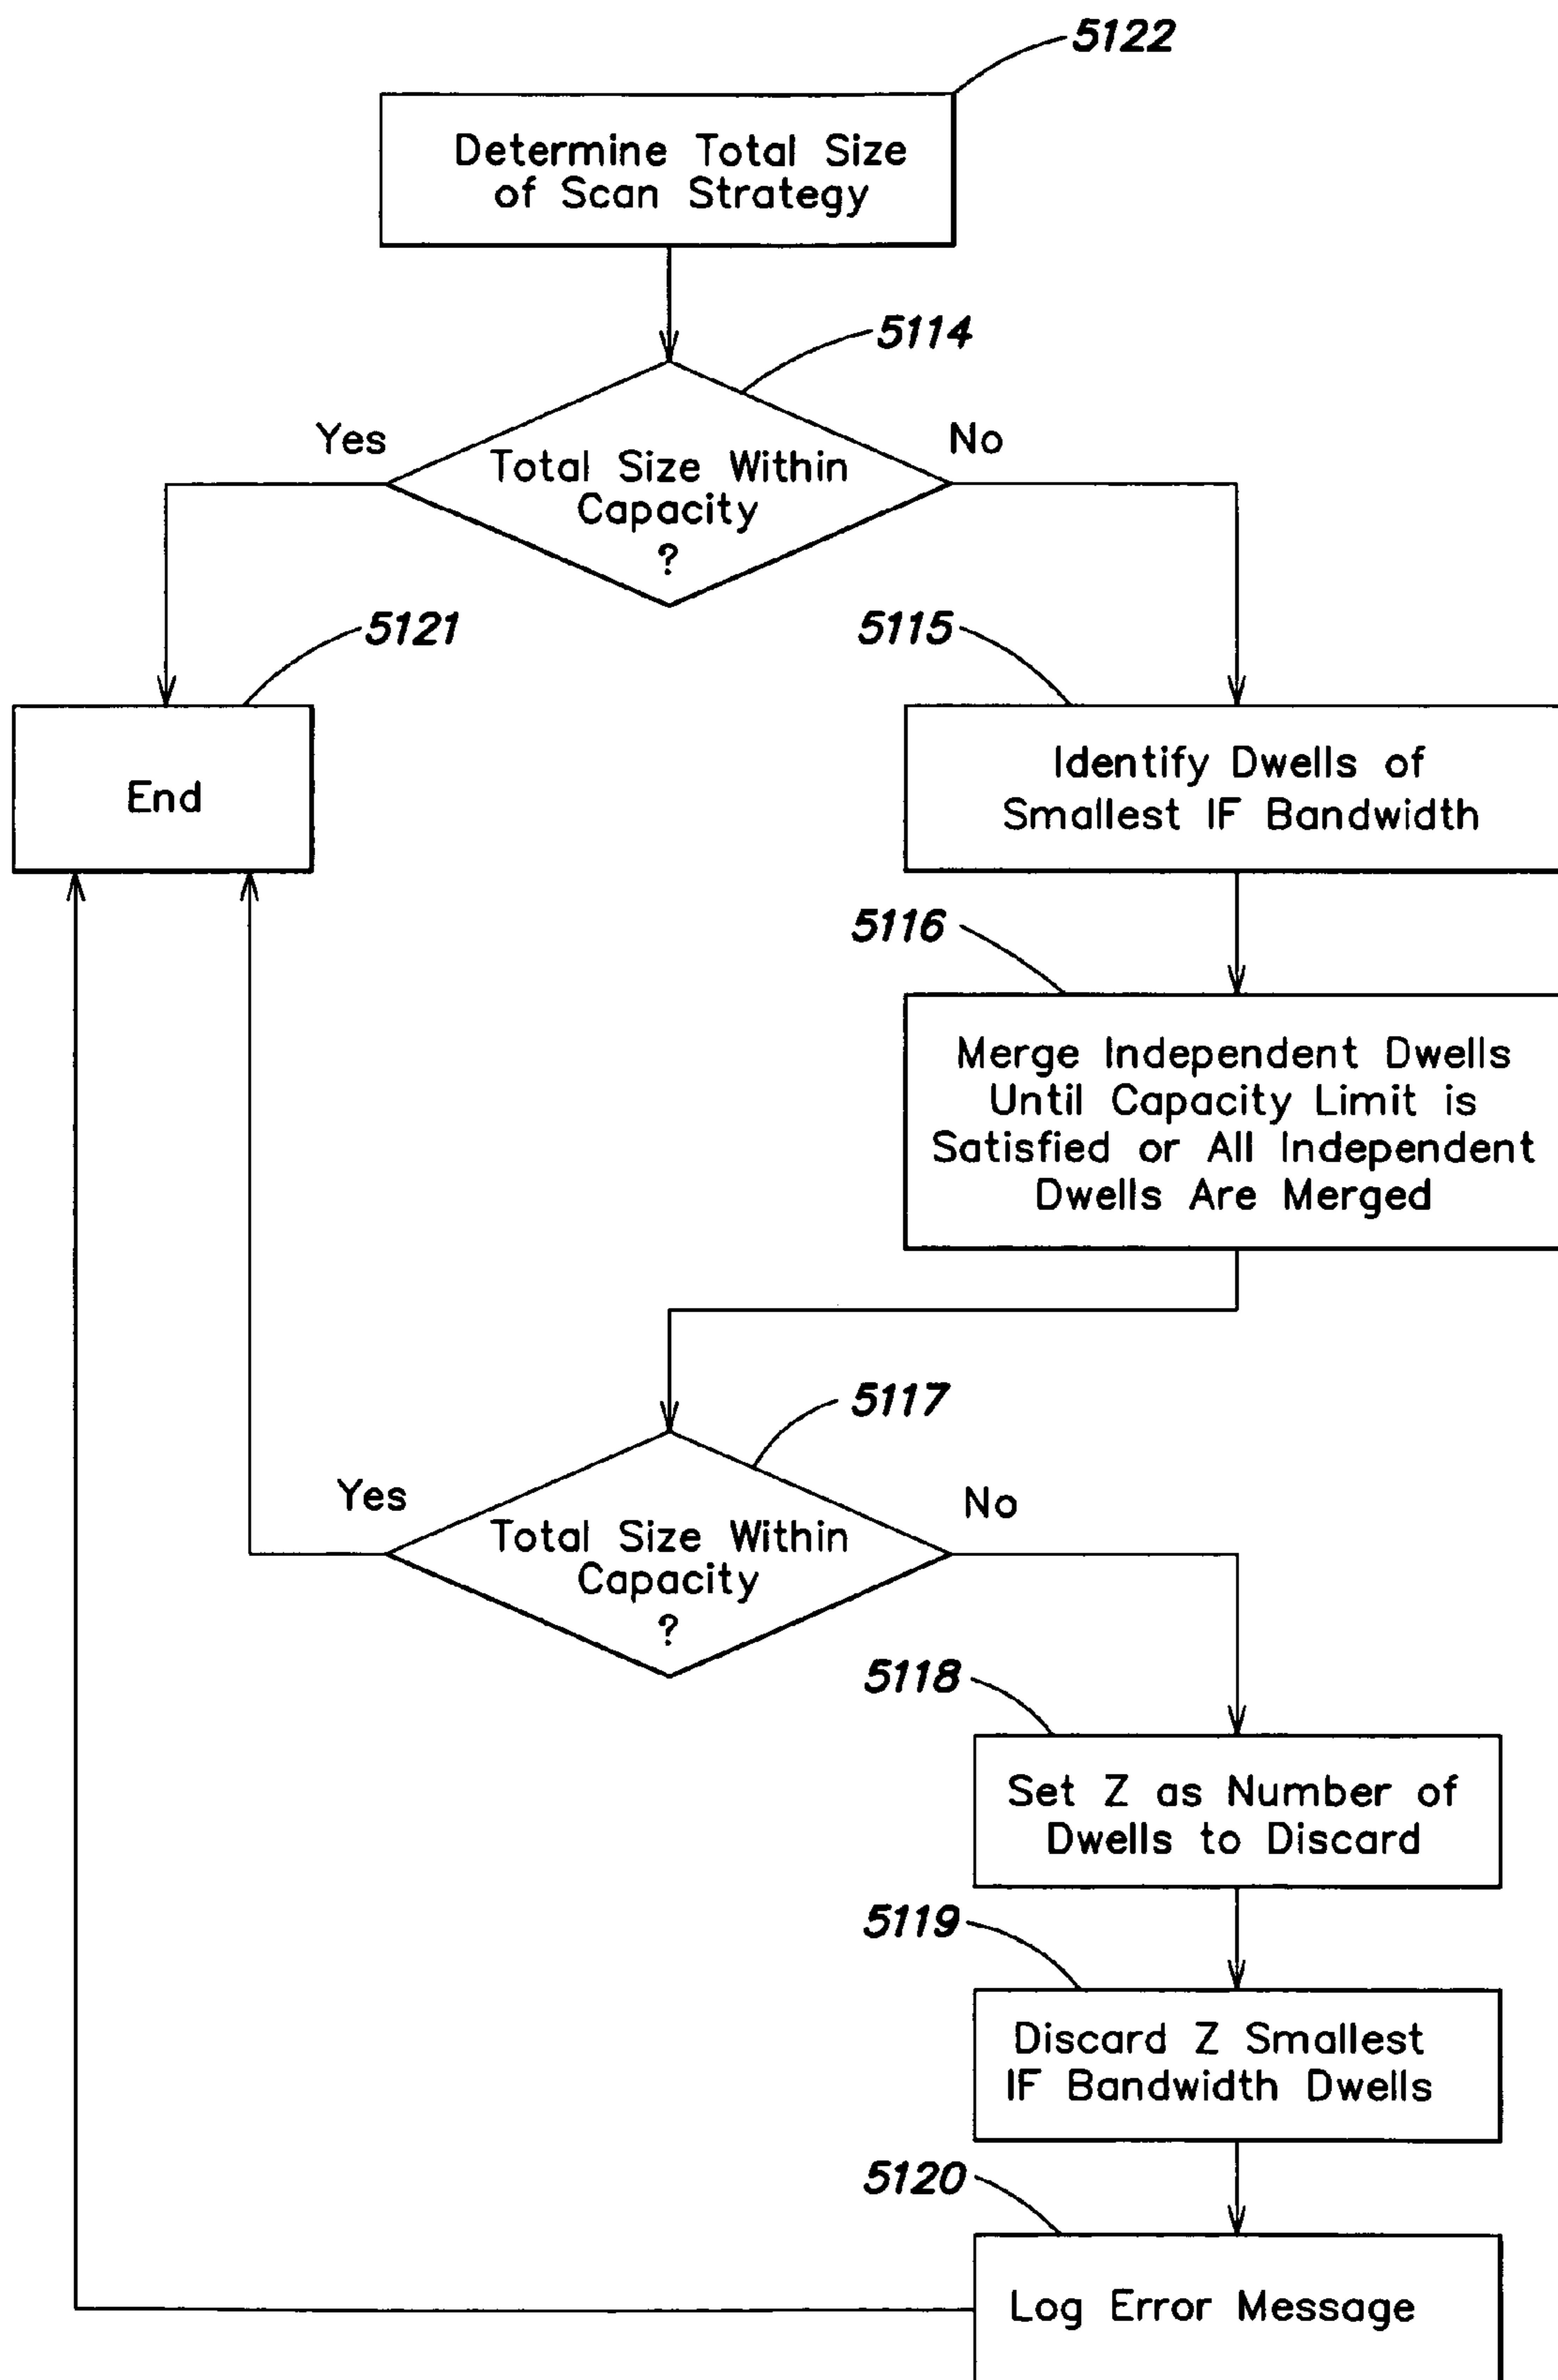 5122
Determine Total Size
of Scan Strategy
5114
Yes
No
Total Size Within
Capacity
?
5121
5115
End
Identify Dwells of
Smallest IF Bandwidth
5116
Merge Independent Dwells
Until Capacity Limit is
Satisfied or All Independent
Dwells Are Merged
5117
Yes
No
Total Size Within
Capacity
?
5118
Set Z as Number of
Dwells to Discard
5119
Discard Z Smallest
IF Bandwidth Dwells
5120
Log Error Message